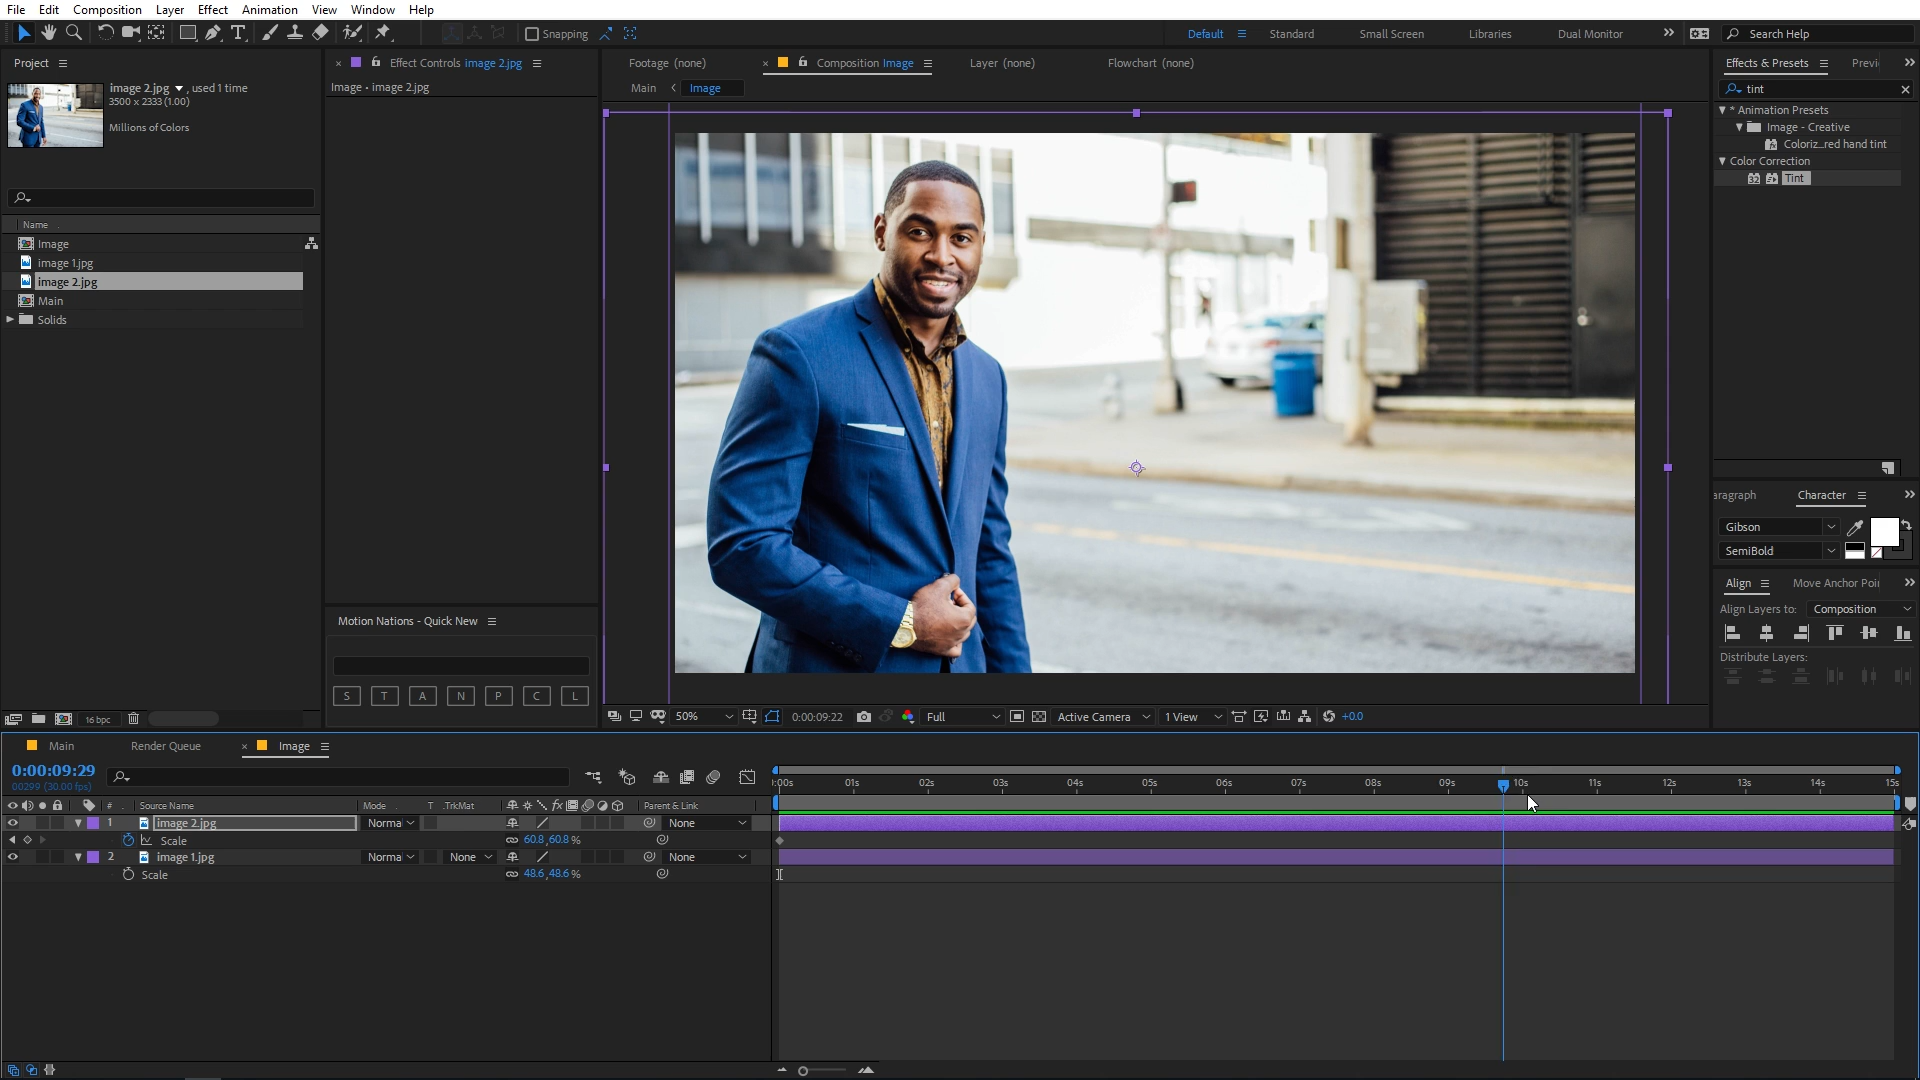 File Edit Composition Layer Effect Animation View Window Help
Snapping
Default Standard Small Screen Libraries Dual Monitor Search Help
Project
image 2.jpg , used 1 time
3500 x 2333 (1.00)
Millions of Colors
Name
Image
image 1.jpg
image 2.jpg
Main
Solids
16 bpc
Effect Controls image 2.jpg
Image • image 2.jpg
Motion Nations - Quick New
S T A N P C L
Footage (none) Composition Image Layer (none) Flowchart (none)
Main Image
50% 0:00:09:22 Full Active Camera 1 View +0.0
Effects & Presets Previ
tint
* Animation Presets
Image - Creative
Coloriz...red hand tint
Color Correction
32 Tint
aragraph Character
Gibson
SemiBold
Align Move Anchor Poi
Align Layers to: Composition
Distribute Layers:
Main Render Queue Image
0:00:09:29
00299 (30.00 fps)
:00s 01s 02s 03s 04s 05s 06s 07s 08s 09s 10s 11s 12s 13s 14s 15s
# Source Name Mode T .TrkMat fx Parent & Link
1 image 2.jpg Normal None
Scale 60.8,60.8 %
2 image 1.jpg Normal None None
Scale 48.6,48.6 %